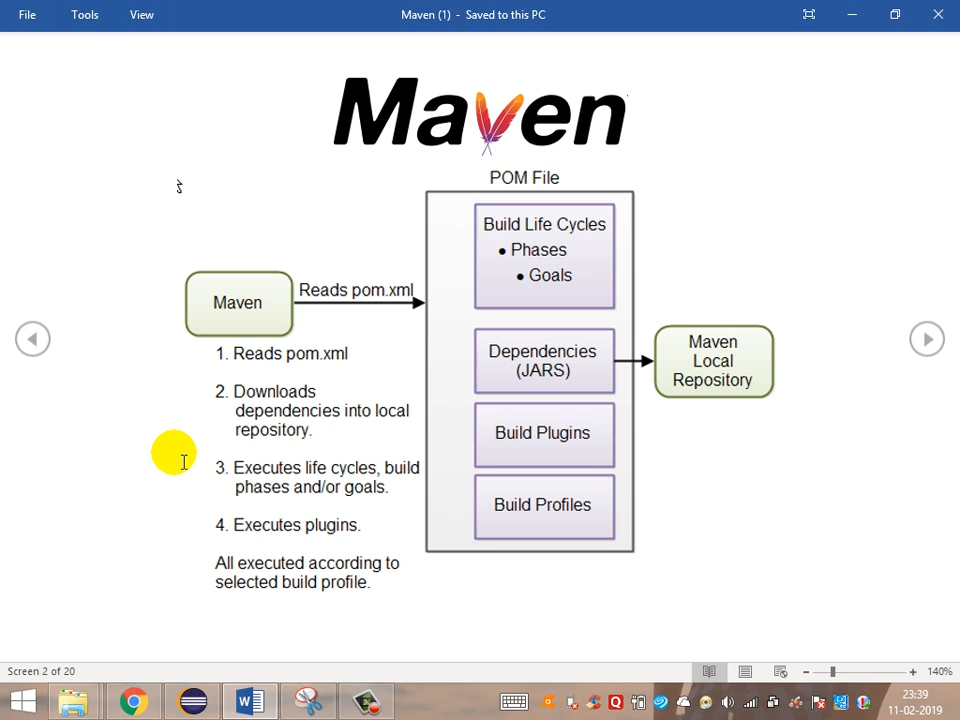 File Tools View Maven (1) - Saved to this PC
Maven
POM File
Build Life Cycles
• Phases
• Goals
Maven
Reads pom.xml
1. Reads pom.xml
2. Downloads
dependencies into local
repository.
3. Executes life cycles, build
phases and/or goals.
4. Executes plugins.
All executed according to
selected build profile.
Dependencies
(JARS)
Maven
Local
Repository
Build Plugins
Build Profiles
Screen 2 of 20
140%
23:39
11-02-2019